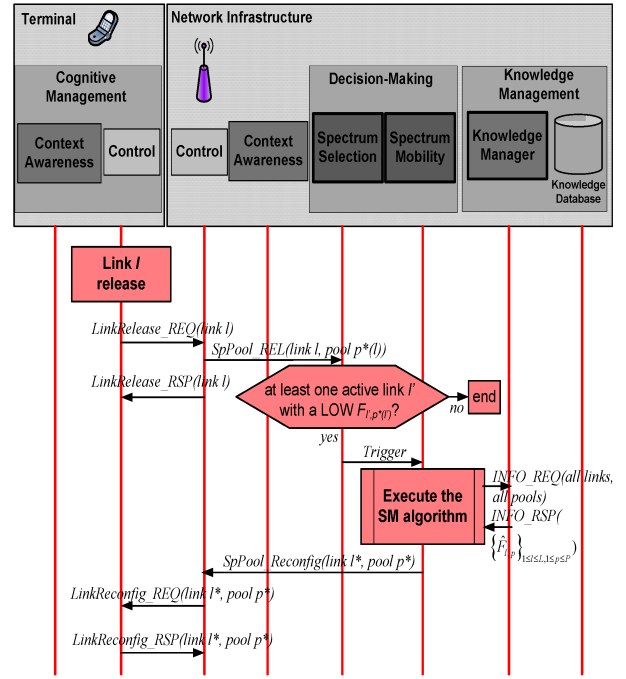 Terminal
Network Infrastructure
Cognitive
Management
Decision-Making
Knowledge
Management
Context
Awareness
Control
Control
Context
Awareness
Spectrum
Selection
Spectrum
Mobility
Knowledge
Manager
Knowledge
Database
Link l
release
LinkRelease_REQ(link l)
SpPool_REL(link l, pool p*(l))
LinkRelease_RSP(link l)
at least one active link l'
with a LOW F_{l',p*(l')}?
no
end
yes
Trigger
Execute the
SM algorithm
INFO_REQ(all links,
all pools)
INFO_RSP(
{F̂_{l,p}}_{1≤l≤L,1≤p≤P})
SpPool_Reconfig(link l*, pool p*)
LinkReconfig_REQ(link l*, pool p*)
LinkReconfig_RSP(link l*, pool p*)